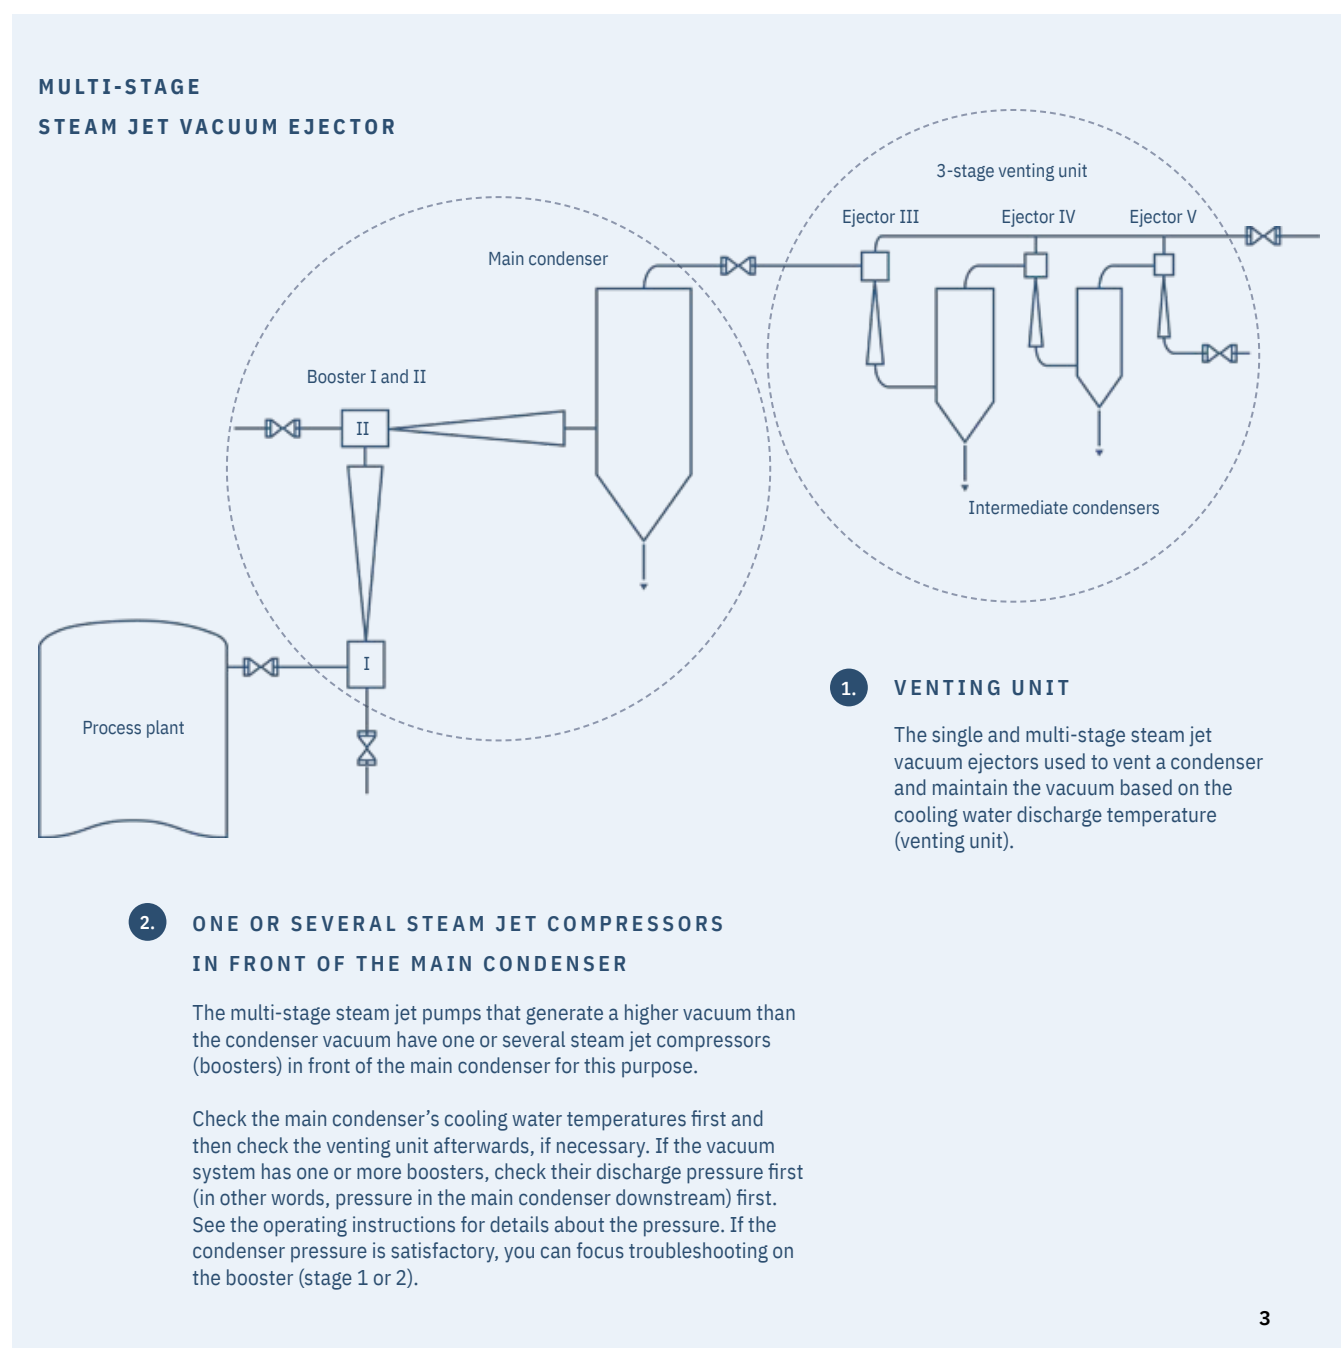 MULTI-STAGE
STEAM JET VACUUM EJECTOR
3-stage venting unit
Ejector III
Ejector IV
Ejector V
Main condenser
Booster I and II
II
Intermediate condensers
I
Process plant
1.
VENTING UNIT
The single and multi-stage steam jet
vacuum ejectors used to vent a condenser
and maintain the vacuum based on the
cooling water discharge temperature
(venting unit).
2.
ONE OR SEVERAL STEAM JET COMPRESSORS
IN FRONT OF THE MAIN CONDENSER
The multi-stage steam jet pumps that generate a higher vacuum than
the condenser vacuum have one or several steam jet compressors
(boosters) in front of the main condenser for this purpose.
Check the main condenser’s cooling water temperatures first and
then check the venting unit afterwards, if necessary. If the vacuum
system has one or more boosters, check their discharge pressure first
(in other words, pressure in the main condenser downstream) first.
See the operating instructions for details about the pressure. If the
condenser pressure is satisfactory, you can focus troubleshooting on
the booster (stage 1 or 2).
3